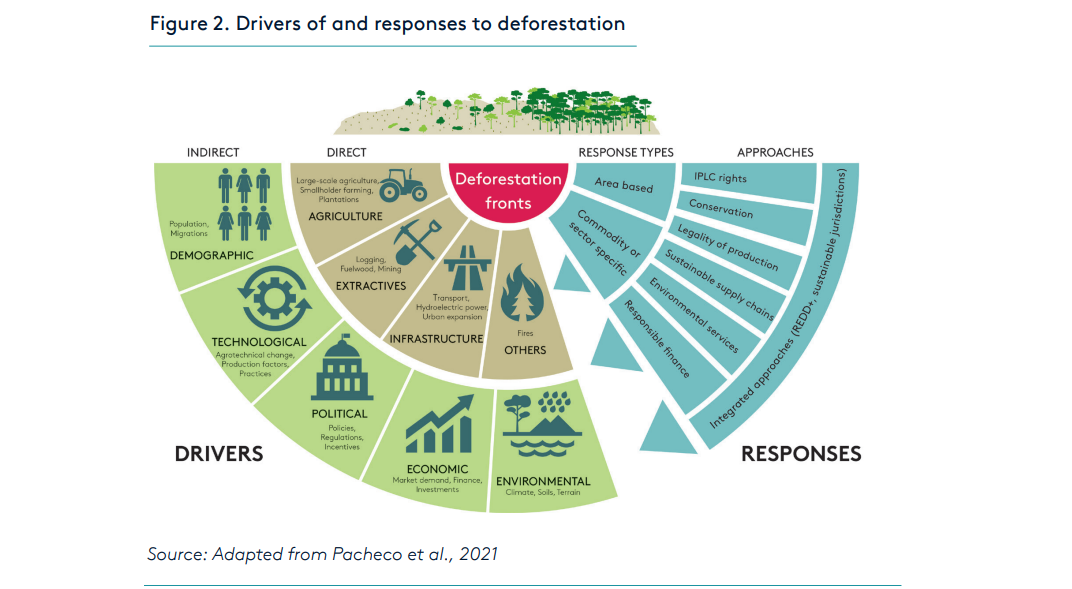 Figure 2. Drivers of and responses to deforestation
INDIRECT
DIRECT
RESPONSE TYPES
APPROACHES
Deforestation
fronts
Population,
Migrations
DEMOGRAPHIC
TECHNOLOGICAL
Agrotechnical change,
Production factors,
Practices
POLITICAL
Policies,
Regulations,
Incentives
ECONOMIC
Market demand, Finance,
Investments
ENVIRONMENTAL
Climate, Soils, Terrain
Large-scale agriculture,
Smallholder farming,
Plantations
AGRICULTURE
Logging,
Fuelwood, Mining
EXTRACTIVES
Transport,
Hydroelectric power,
Urban expansion
INFRASTRUCTURE
Fires
OTHERS
Area based
Commodity or
sector specific
IPLC rights
Conservation
Legality of production
Sustainable supply chains
Environmental services
Responsible finance
Integrated approaches (REDD+, sustainable jurisdictions)
DRIVERS
RESPONSES
Source: Adapted from Pacheco et al., 2021